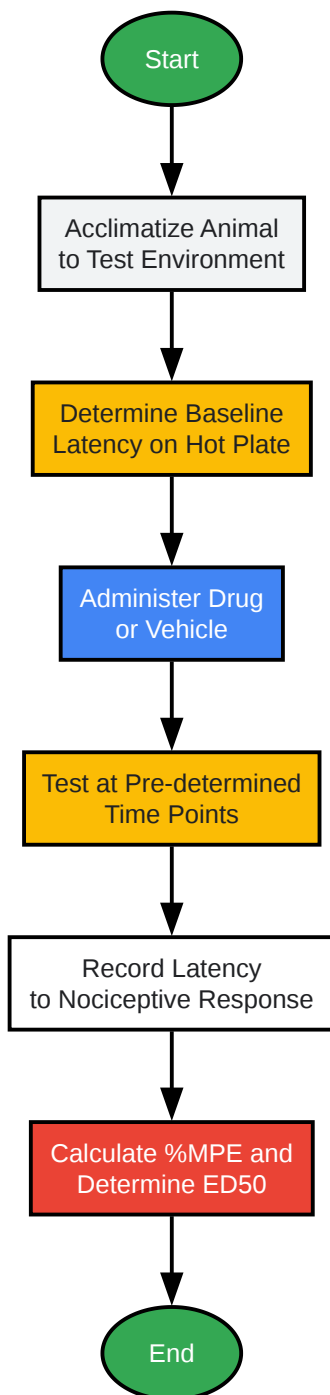 Start
Acclimatize Animal
to Test Environment
Determine Baseline
Latency on Hot Plate
Administer Drug
or Vehicle
Test at Pre-determined
Time Points
Record Latency
to Nociceptive Response
Calculate %MPE and
Determine ED50
End